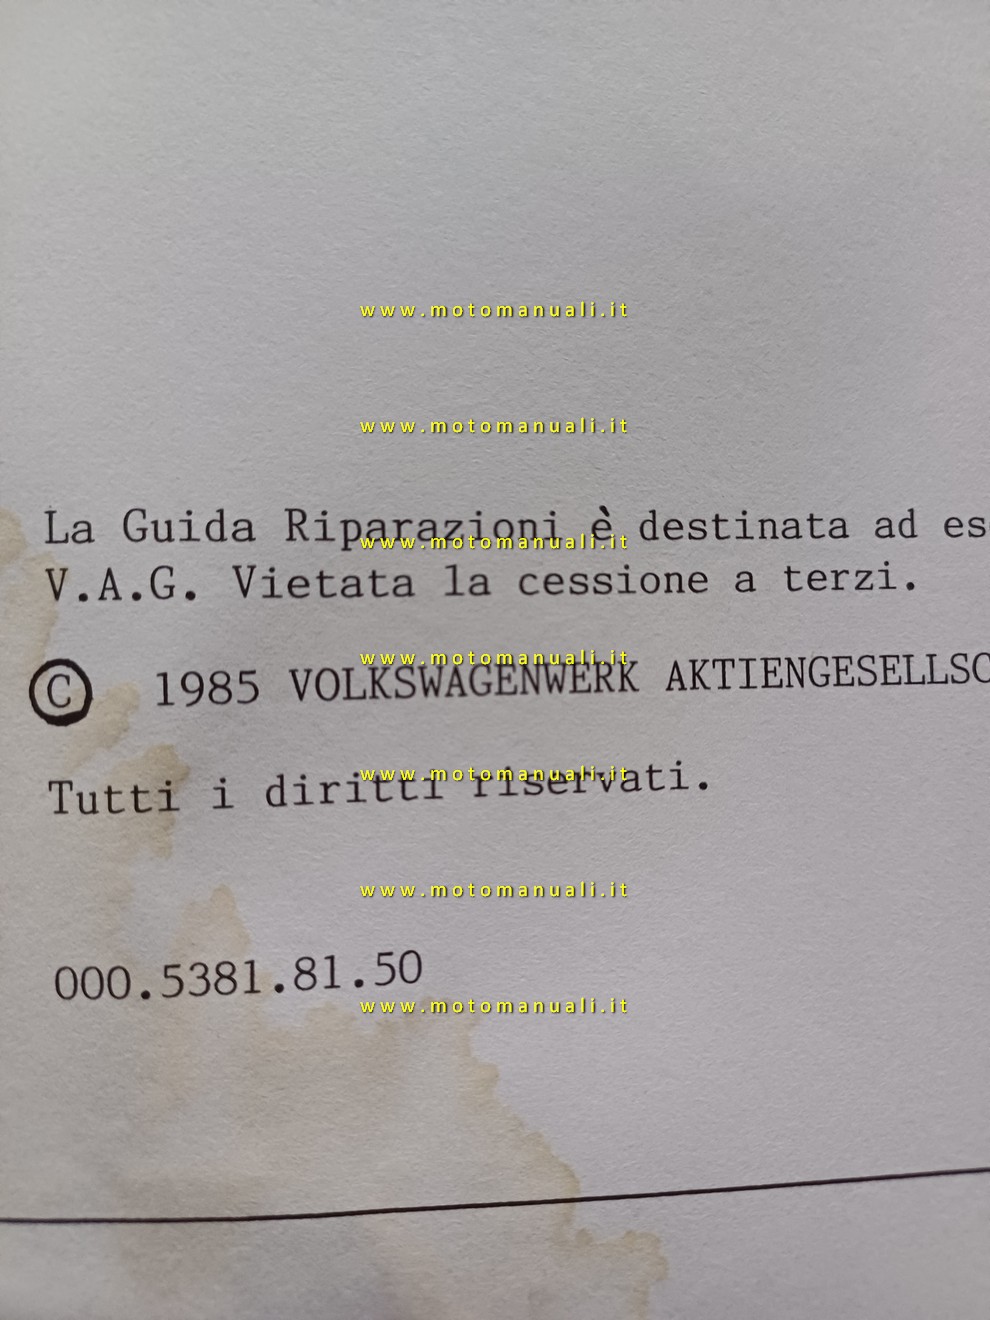 www.motomanuali.it
www.motomanuali.it
La Guida Riparazioni è destinata ad es
www.motomanuali.it
V.A.G. Vietata la cessione a terzi.
www.motomanuali.it
© 1985 VOLKSWAGENWERK AKTIENGESELLSC
www.motomanuali.it
Tutti i diritti riservati.
www.motomanuali.it
000.5381.81.50
www.motomanuali.it